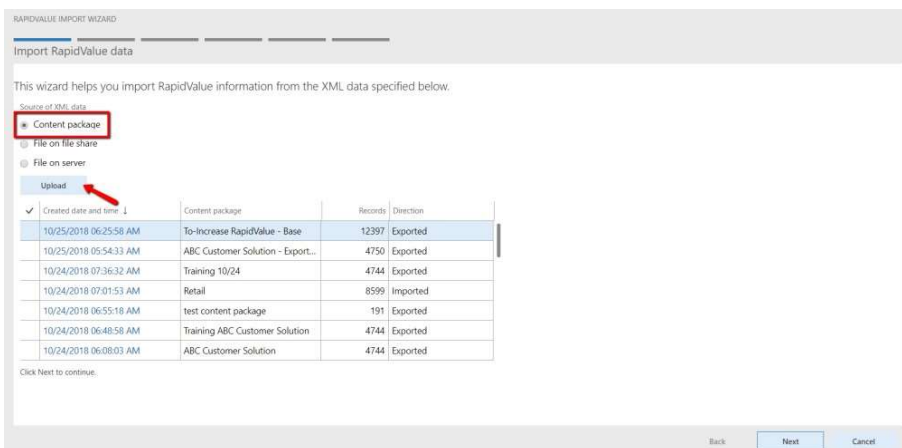 RAPIDVALUE IMPORT WIZARD
Import RapidValue data
This wizard helps you import RapidValue information from the XML data specified below.
Source of XML data
Content package
File on file share
File on server
Upload
Created date and time ↓ Content package Records Direction
10/25/2018 06:25:58 AM To-Increase RapidValue - Base 12397 Exported
10/25/2018 05:54:33 AM ABC Customer Solution - Export... 4750 Exported
10/24/2018 07:36:32 AM Training 10/24 4744 Exported
10/24/2018 07:01:53 AM Retail 8599 Imported
10/24/2018 06:55:18 AM test content package 191 Exported
10/24/2018 06:48:58 AM Training ABC Customer Solution 4744 Exported
10/24/2018 06:08:03 AM ABC Customer Solution 4744 Exported
Click Next to continue.
Back Next Cancel